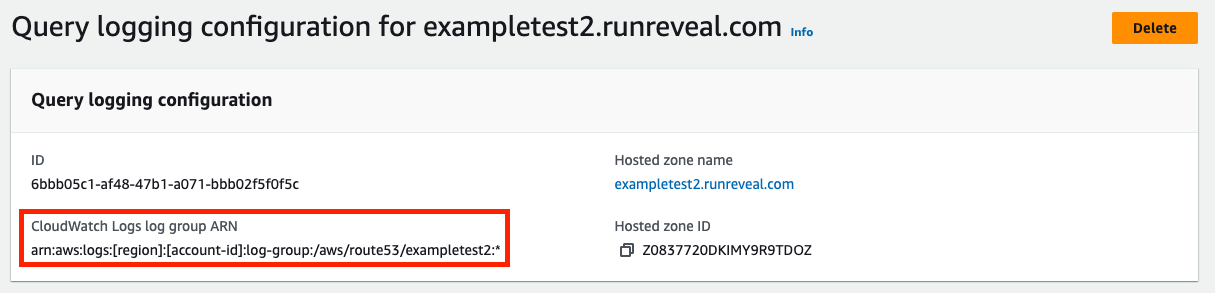 Query logging configuration for exampletest2.runreveal.com Info
Delete
Query logging configuration
ID
6bbb05c1-af48-47b1-a071-bbb02f5f0f5c
Hosted zone name
exampletest2.runreveal.com
CloudWatch Logs log group ARN
arn:aws:logs:[region]:[account-id]:log-group:/aws/route53/exampletest2:*
Hosted zone ID
Z0837720DKIMY9R9TDOZ